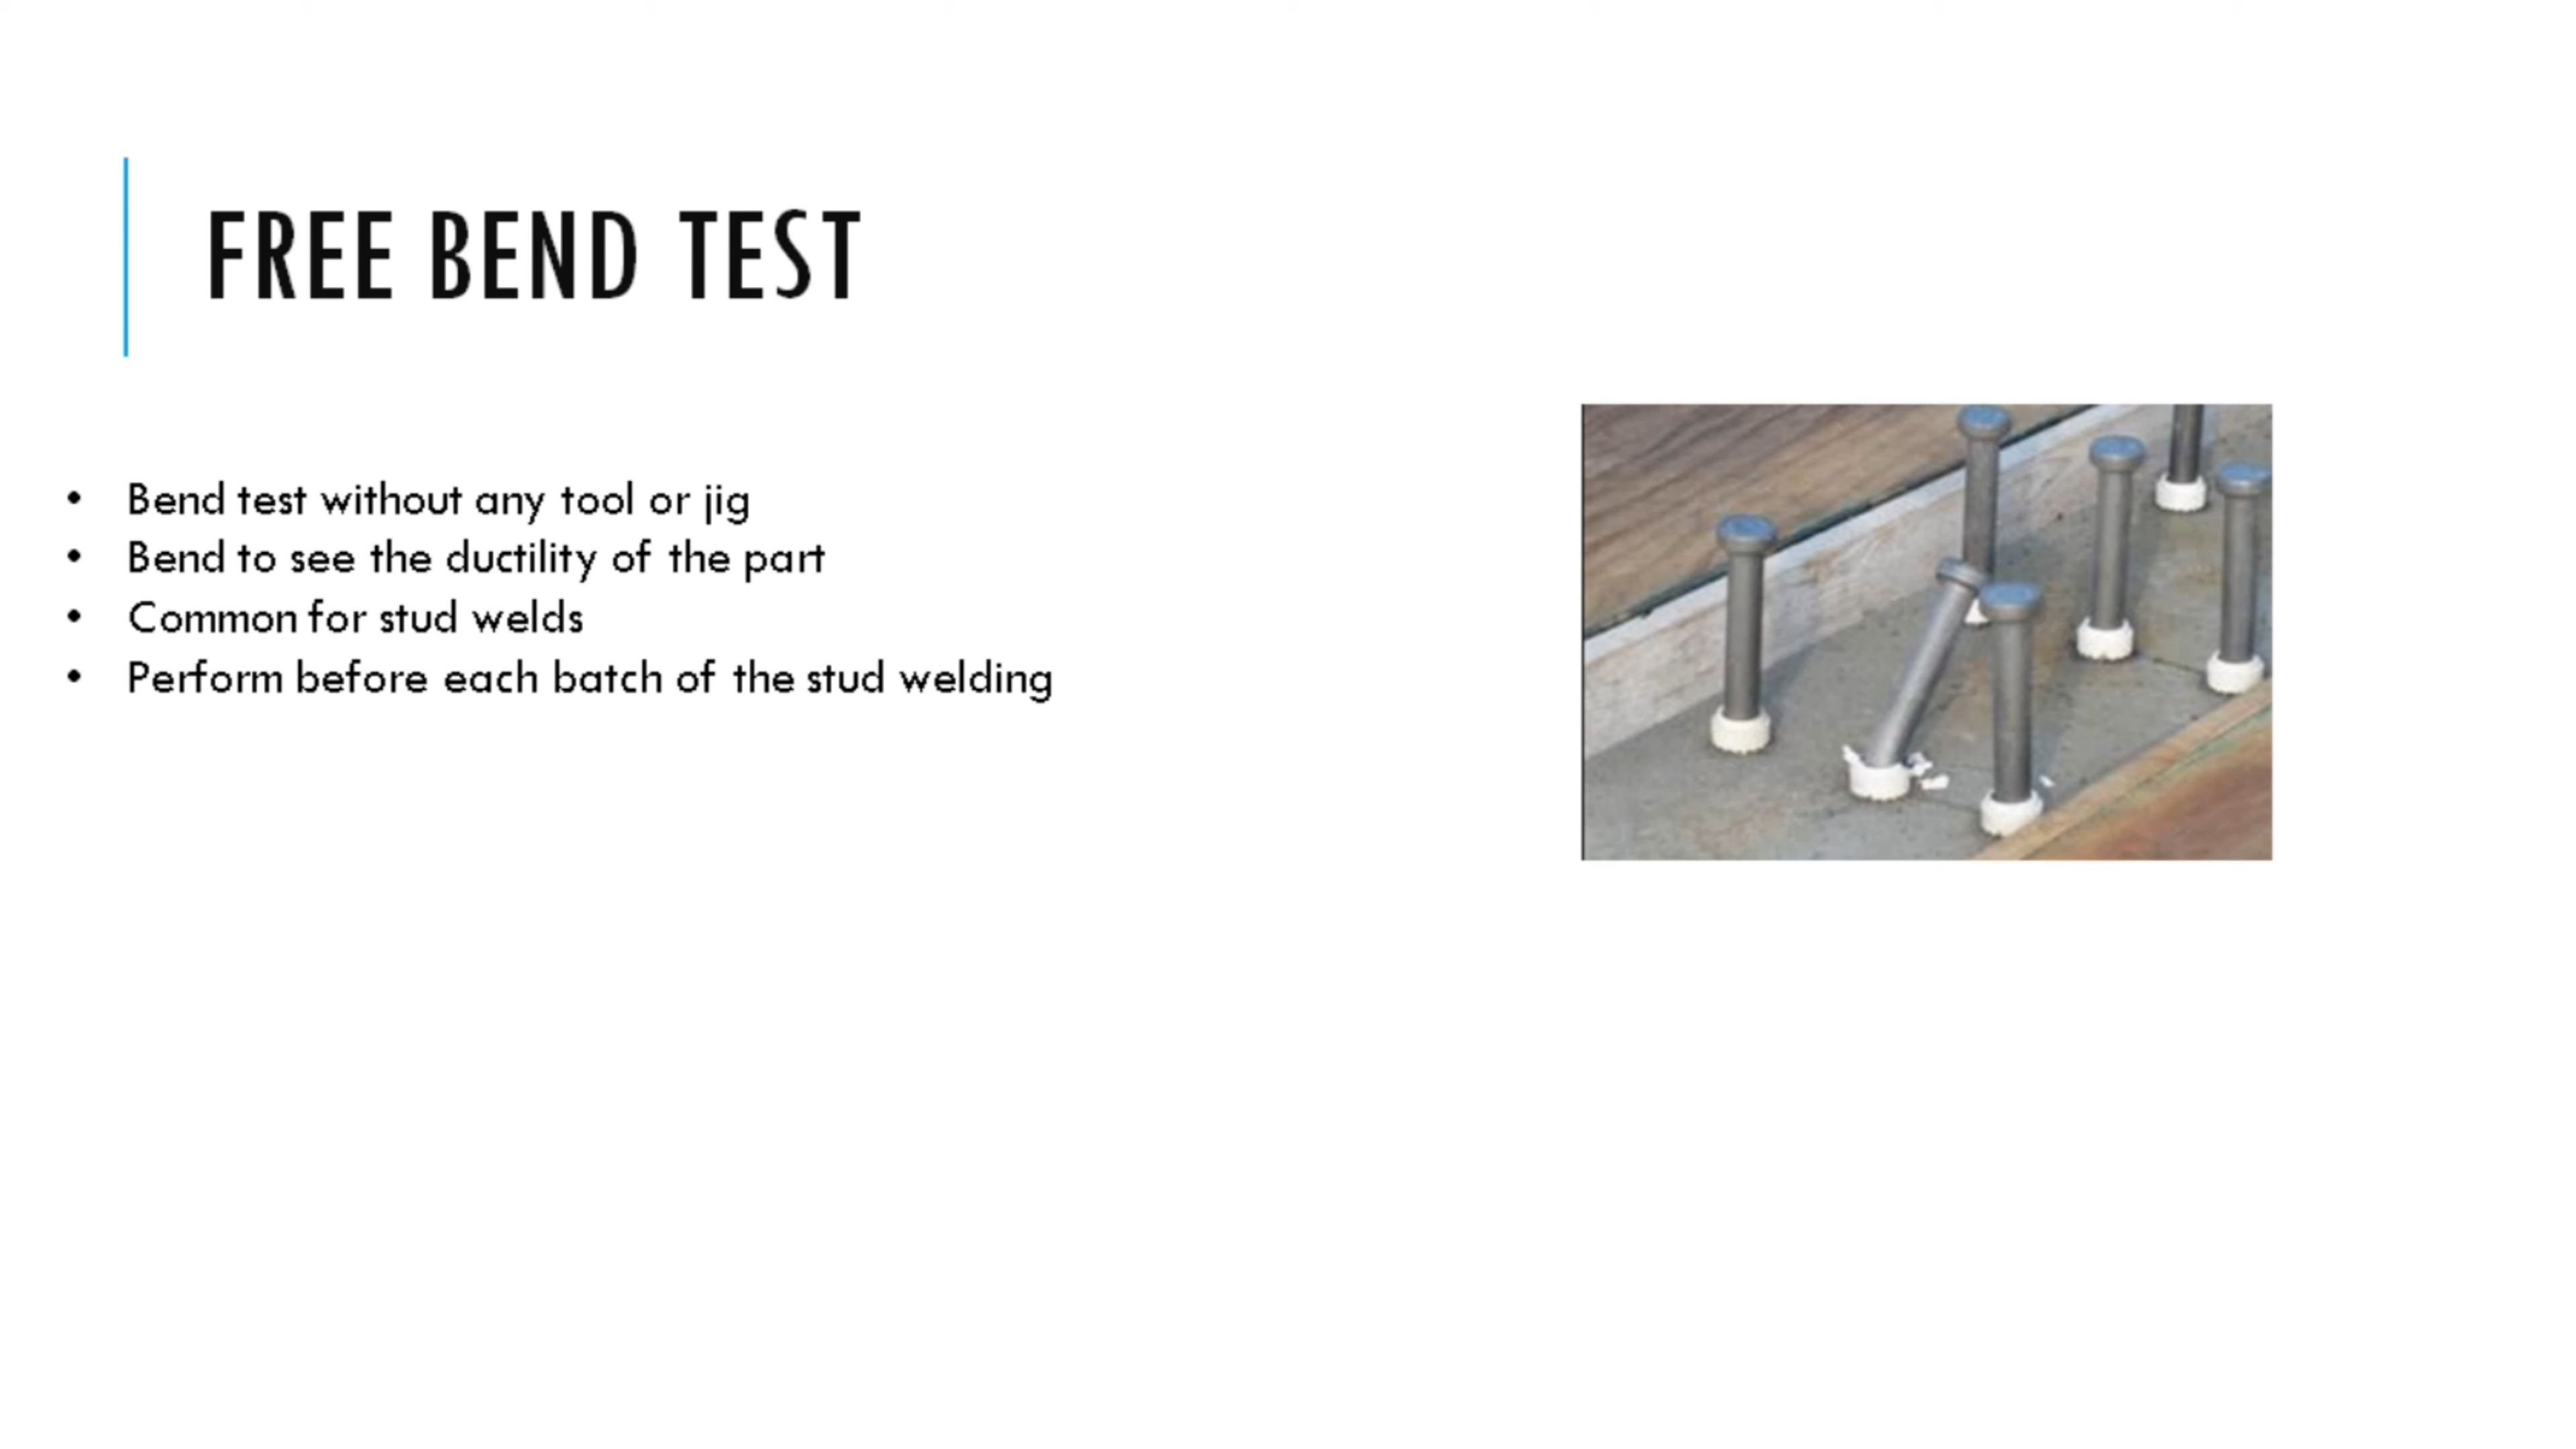 FREE BEND TEST
• Bend test without any tool or jig
• Bend to see the ductility of the part
• Common for stud welds
• Perform before each batch of the stud welding